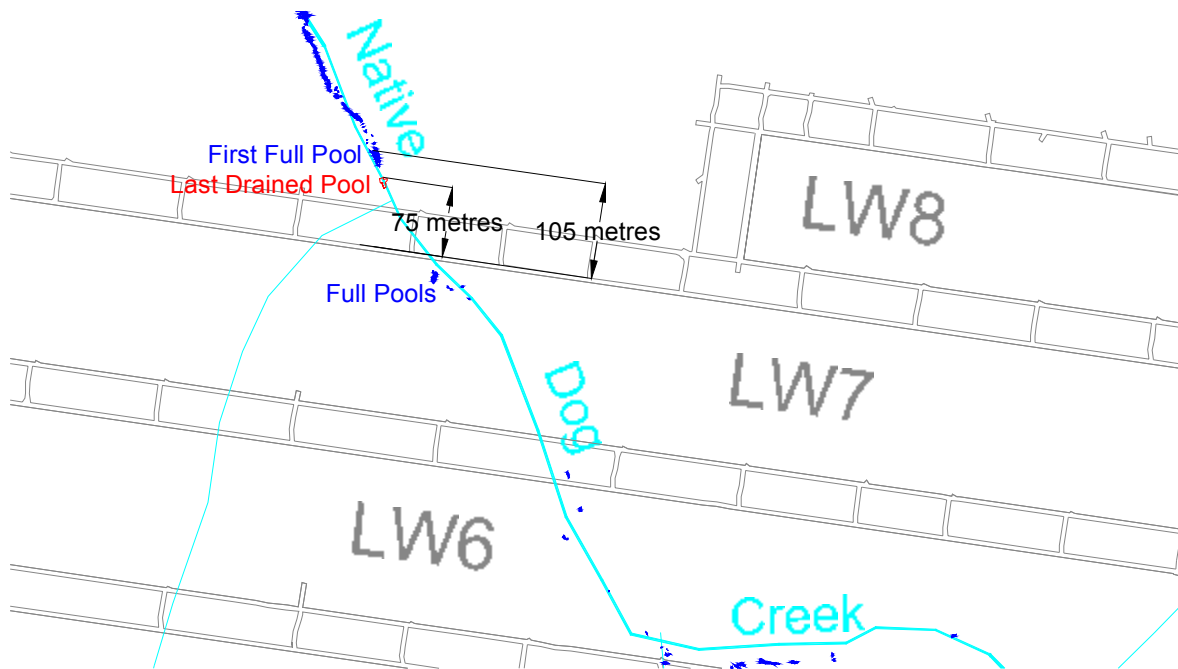 Native
First Full Pool
Last Drained Pool
LW8
75 metres
105 metres
Full Pools
LW7
Dog
LW6
Creek